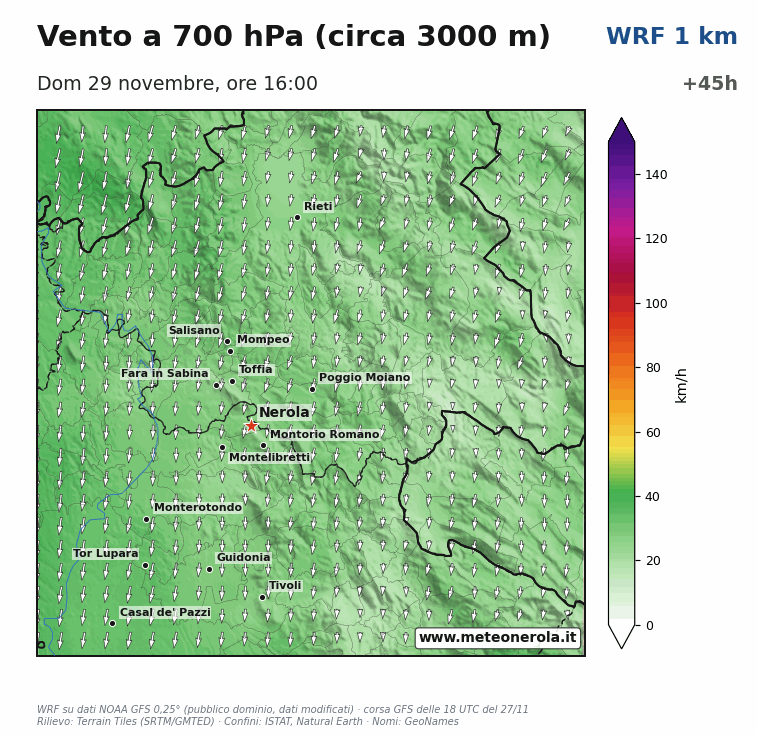 Vento a 700 hPa (circa 3000 m)
WRF 1 km
Dom 29 novembre, ore 16:00
+45h
Rieti
Salisano
Mompeo
Fara in Sabina
Toffia
Poggio Moiano
Nerola
Montorio Romano
Montelibretti
Monterotondo
Tor Lupara
Guidonia
Tivoli
Casal de' Pazzi
www.meteonerola.it
140
120
100
80
60
40
20
0
km/h
WRF su dati NOAA GFS 0,25° (pubblico dominio, dati modificati) · corsa GFS delle 18 UTC del 27/11
Rilievo: Terrain Tiles (SRTM/GMTED) · Confini: ISTAT, Natural Earth · Nomi: GeoNames